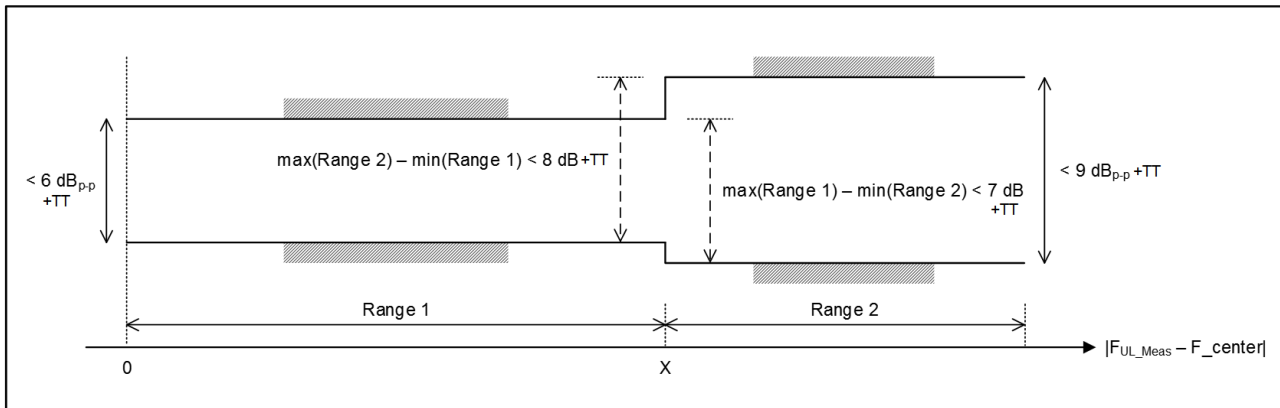 max(Range 2) – min(Range 1) < 8 dB +TT
< 6 dBp-p
+TT
max(Range 1) – min(Range 2) < 7 dB
+TT
< 9 dBp-p +TT
Range 1
Range 2
|FUL_Meas – F_center|
0
X